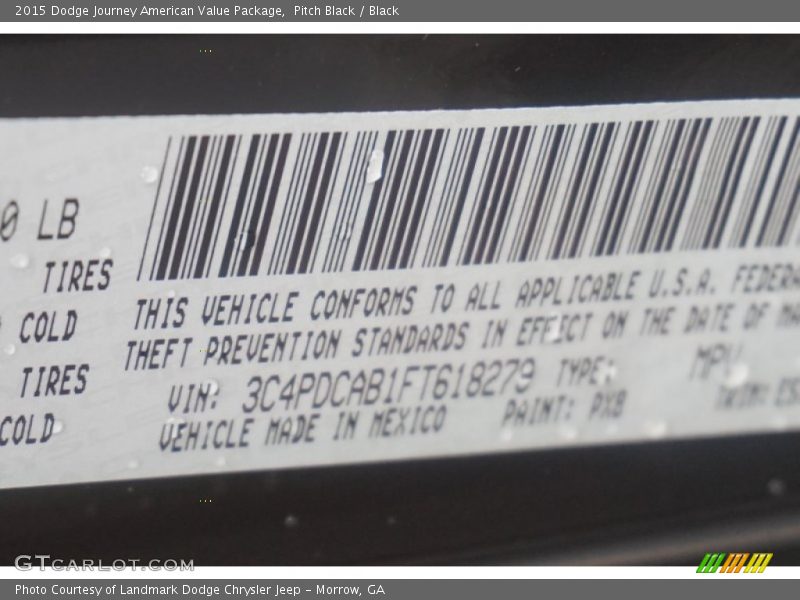 2015 Dodge Journey American Value Package, Pitch Black / Black
0 LB
TIRES
COLD
TIRES
COLD
THIS VEHICLE CONFORMS TO ALL APPLICABLE U.S.A. FEDERA
THEFT PREVENTION STANDARDS IN EFFECT ON THE DATE OF MA
VIN: 3C4PDCAB1FT618279 TYPE: MPV
VEHICLE MADE IN MEXICO PAINT: PX8 TRIM:
GTCARLOT.COM
Photo Courtesy of Landmark Dodge Chrysler Jeep - Morrow, GA